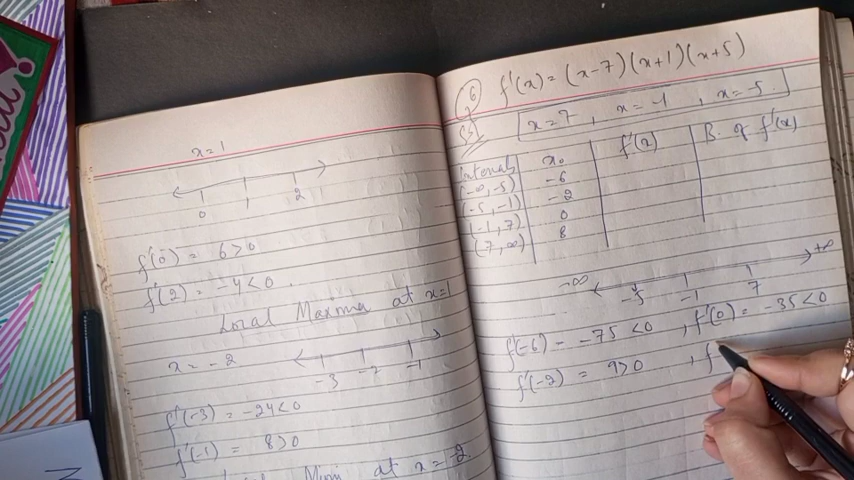 x=1
0 1 2
f'(0) = 6>0
f'(2) = -4<0.
Local Maxima at x=1
x = -2
-3 -2 -1
f'(-3) = -24<0
f'(-1) = 8>0
at x = -2
6 f'(x) = (x-7)(x+1)(x+5)
x=7, x=-1, x=-5.
Intervals x₀ f'(x) B. of f'(x)
(-∞,-5) -6
(-5,-1) -2
(-1,7) 0
(7,∞) 8
-∞ -5 -1 7 +∞
f'(-6) = -75 <0 , f'(0) = -35<0
f'(-2) = 9>0 , f